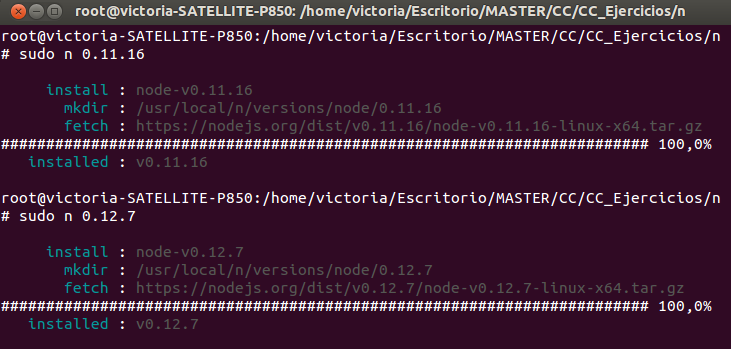 root@victoria-SATELLITE-P850: /home/victoria/Escritorio/MASTER/CC/CC_Ejercicios/n
root@victoria-SATELLITE-P850:/home/victoria/Escritorio/MASTER/CC/CC_Ejercicios/n
# sudo n 0.11.16
install : node-v0.11.16
mkdir : /usr/local/n/versions/node/0.11.16
fetch : https://nodejs.org/dist/v0.11.16/node-v0.11.16-linux-x64.tar.gz
######################################################################## 100,0%
installed : v0.11.16
root@victoria-SATELLITE-P850:/home/victoria/Escritorio/MASTER/CC/CC_Ejercicios/n
# sudo n 0.12.7
install : node-v0.12.7
mkdir : /usr/local/n/versions/node/0.12.7
fetch : https://nodejs.org/dist/v0.12.7/node-v0.12.7-linux-x64.tar.gz
######################################################################## 100,0%
installed : v0.12.7